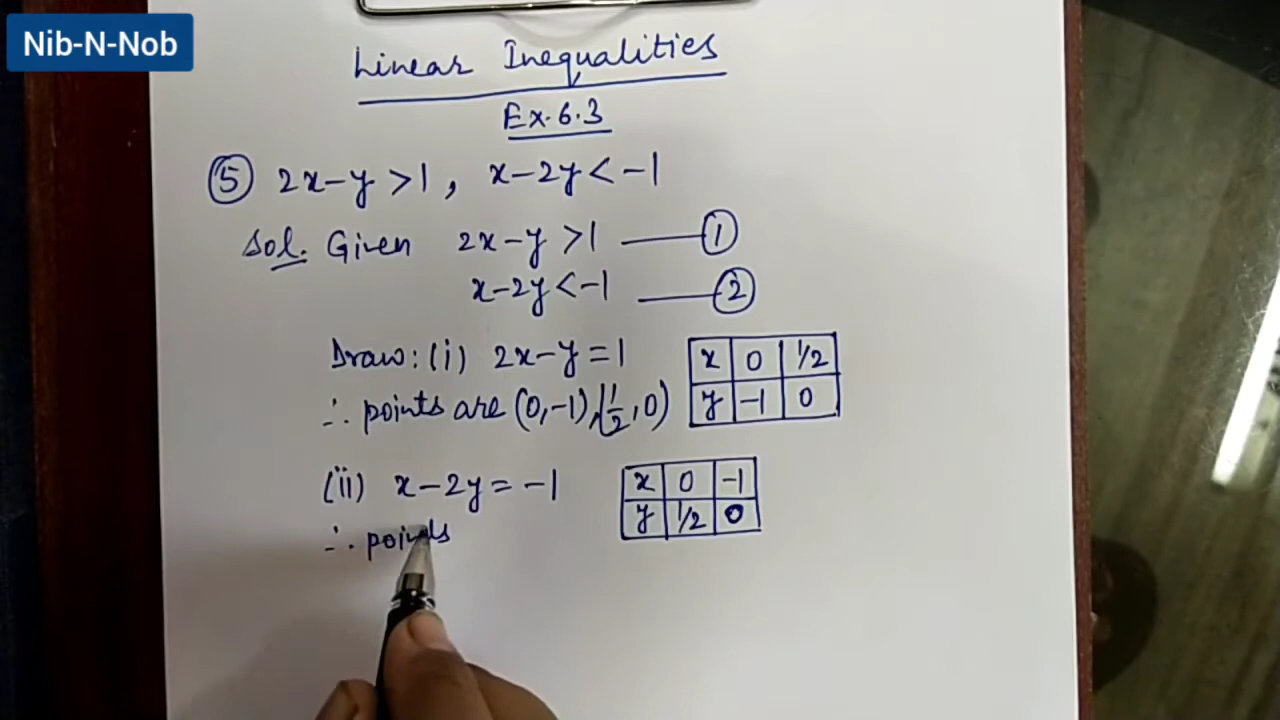 Nib-N-Nob
Linear Inequalities
Ex. 6.3
⑤ 2x-y>1, x-2y<-1
Sol. Given 2x-y>1 —— ①
x-2y<-1 —— ②
Draw: (i) 2x-y=1
x 0 1/2
y -1 0
∴ points are (0,-1), (1/2, 0)
(ii) x-2y=-1
x 0 -1
y 1/2 0
∴ points